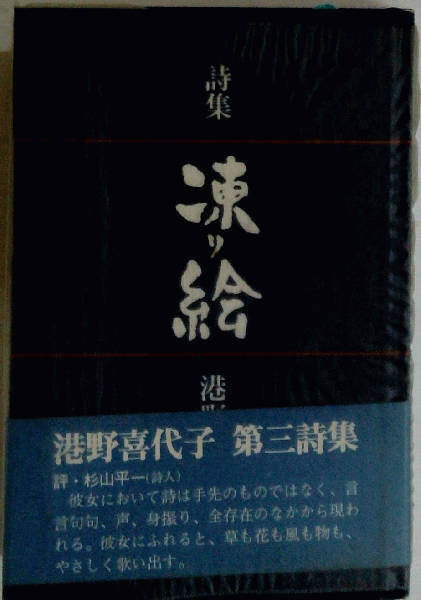 詩集
凍り絵
港野
港野喜代子 第三詩集
評・杉山平一(詩人)
彼女において詩は手先のものではなく、言
言句句、声、身振り、全存在のなかから現わ
れる。彼女にふれると、草も花も風も物も、
やさしく歌い出す。